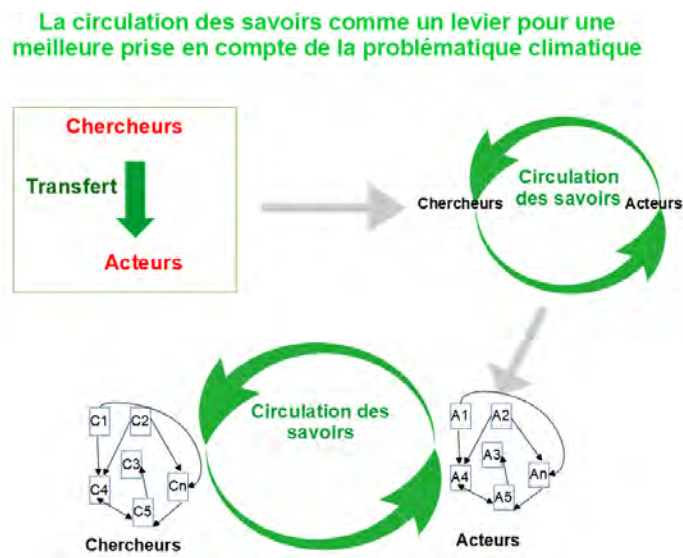 La circulation des savoirs comme un levier pour une
meilleure prise en compte de la problématique climatique
Chercheurs
Transfert
Acteurs
Circulation
des savoirs
Chercheurs
Acteurs
Circulation des
savoirs
C1
C2
C3
C4
Cn
C5
Chercheurs
A1
A2
A3
A4
An
A5
Acteurs